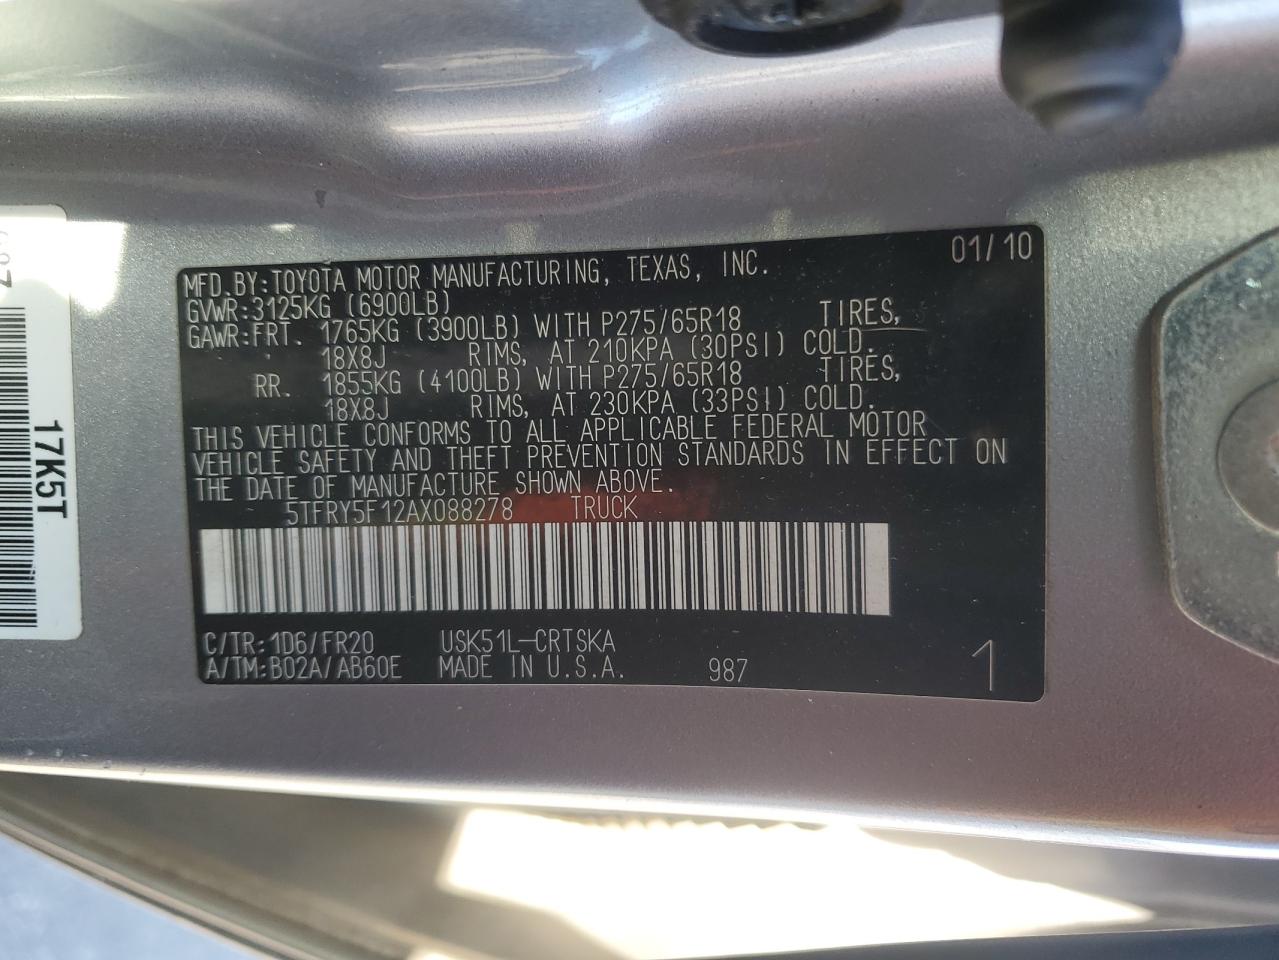 MFD.BY:TOYOTA MOTOR MANUFACTURING, TEXAS, INC. 01/10
GVWR:3125KG (6900LB)
GAWR:FRT. 1765KG (3900LB) WITH P275/65R18 TIRES,
18X8J RIMS, AT 210KPA (30PSI) COLD.
RR. 1855KG (4100LB) WITH P275/65R18 TIRES,
18X8J RIMS, AT 230KPA (33PSI) COLD.
THIS VEHICLE CONFORMS TO ALL APPLICABLE FEDERAL MOTOR
VEHICLE SAFETY AND THEFT PREVENTION STANDARDS IN EFFECT ON
THE DATE OF MANUFACTURE SHOWN ABOVE.
5TFRY5F12AX088278 TRUCK
C/TR:1D6/FR20 USK51L-CRTSKA
A/TM:B02A/AB60E MADE IN U.S.A. 987 1
17K5T